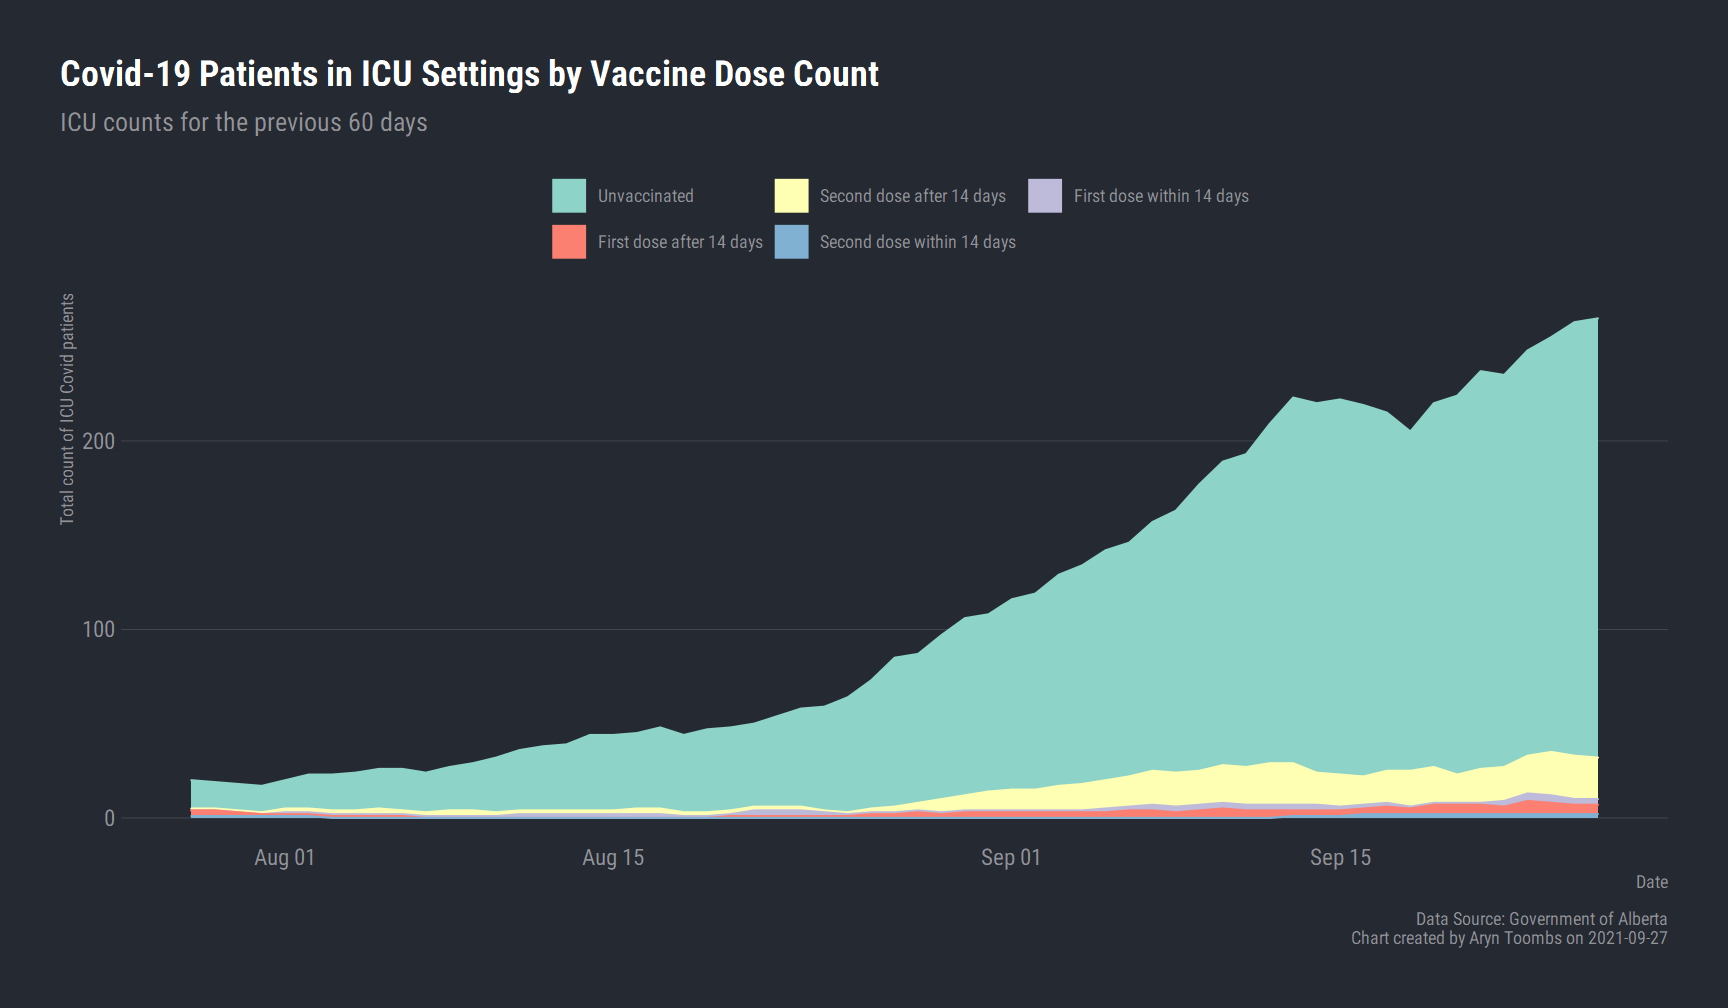 Covid-19 Patients in ICU Settings by Vaccine Dose Count
ICU counts for the previous 60 days
Unvaccinated
Second dose after 14 days
First dose within 14 days
First dose after 14 days
Second dose within 14 days
Total count of ICU Covid patients
200
100
0
Aug 01
Aug 15
Sep 01
Sep 15
Date
Data Source: Government of Alberta
Chart created by Aryn Toombs on 2021-09-27